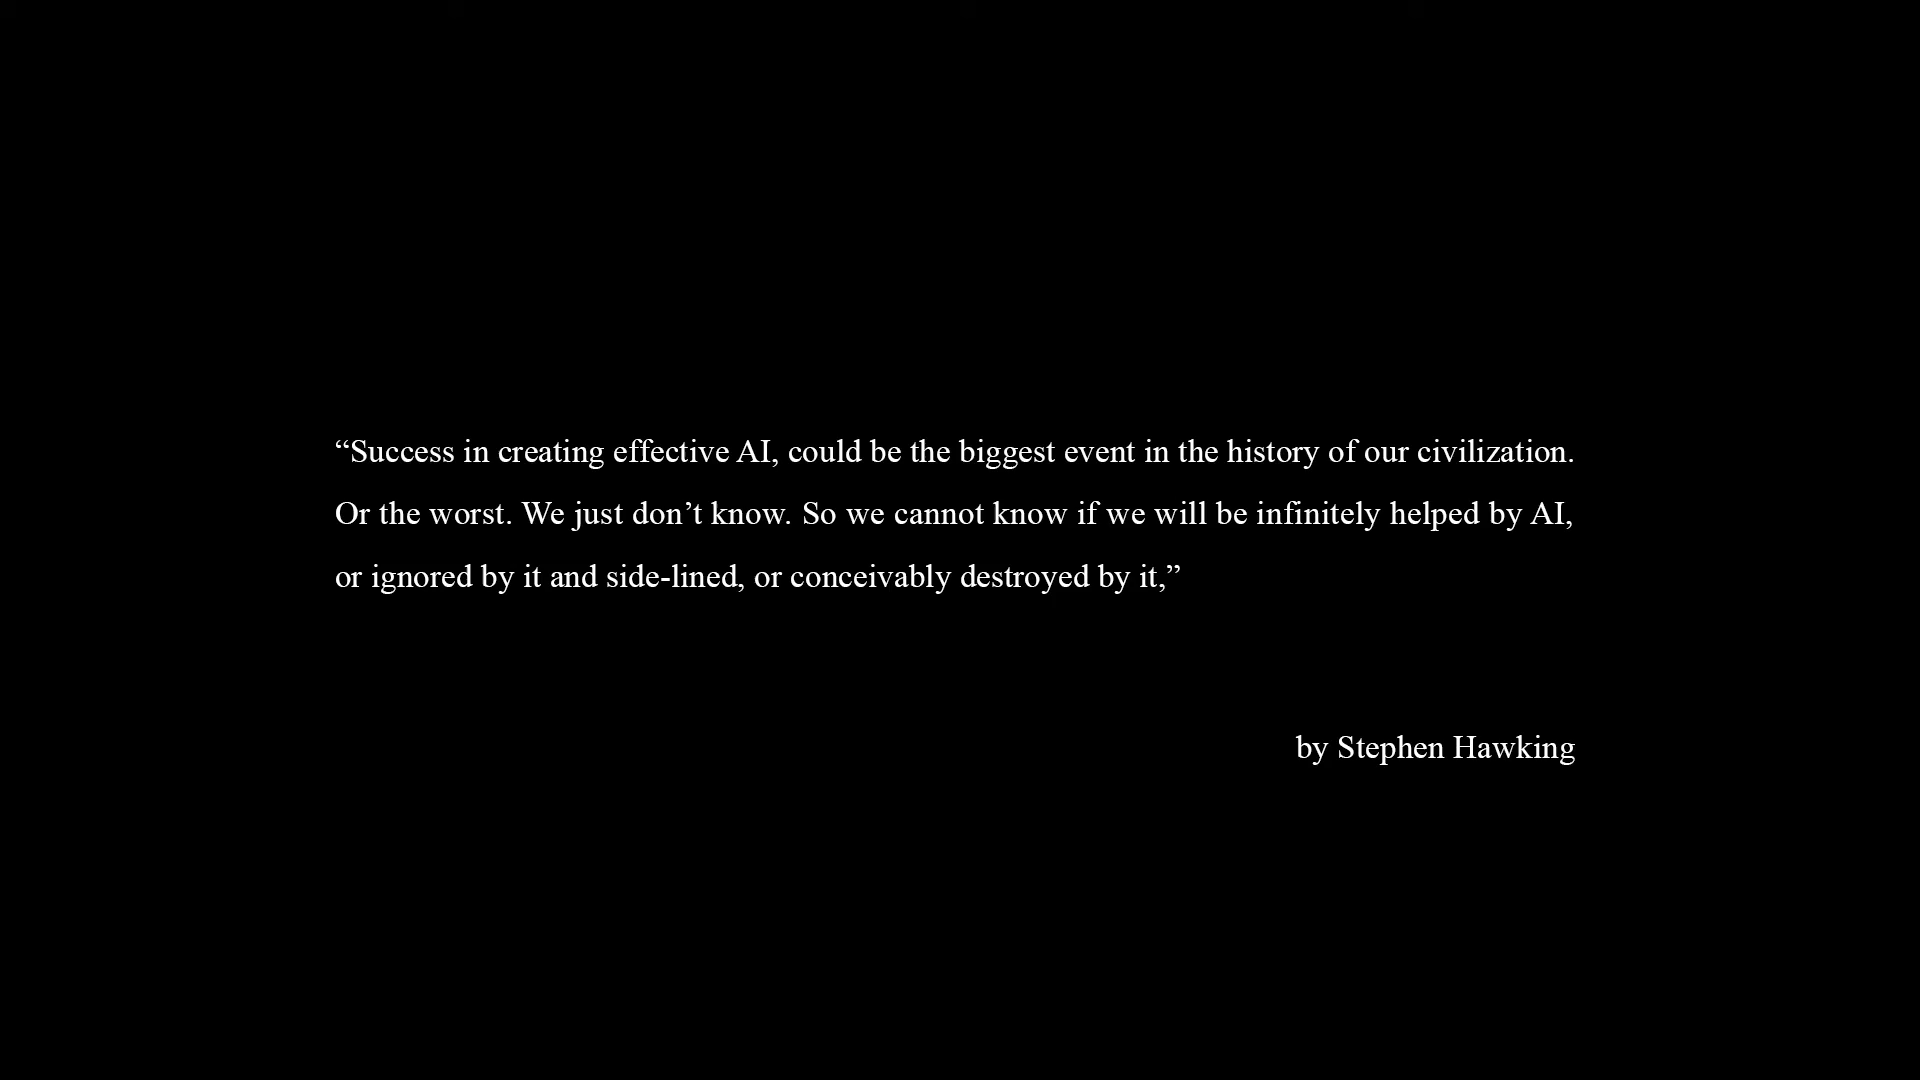 “Success in creating effective AI, could be the biggest event in the history of our civilization.
Or the worst. We just don’t know. So we cannot know if we will be infinitely helped by AI,
or ignored by it and side-lined, or conceivably destroyed by it,”
by Stephen Hawking